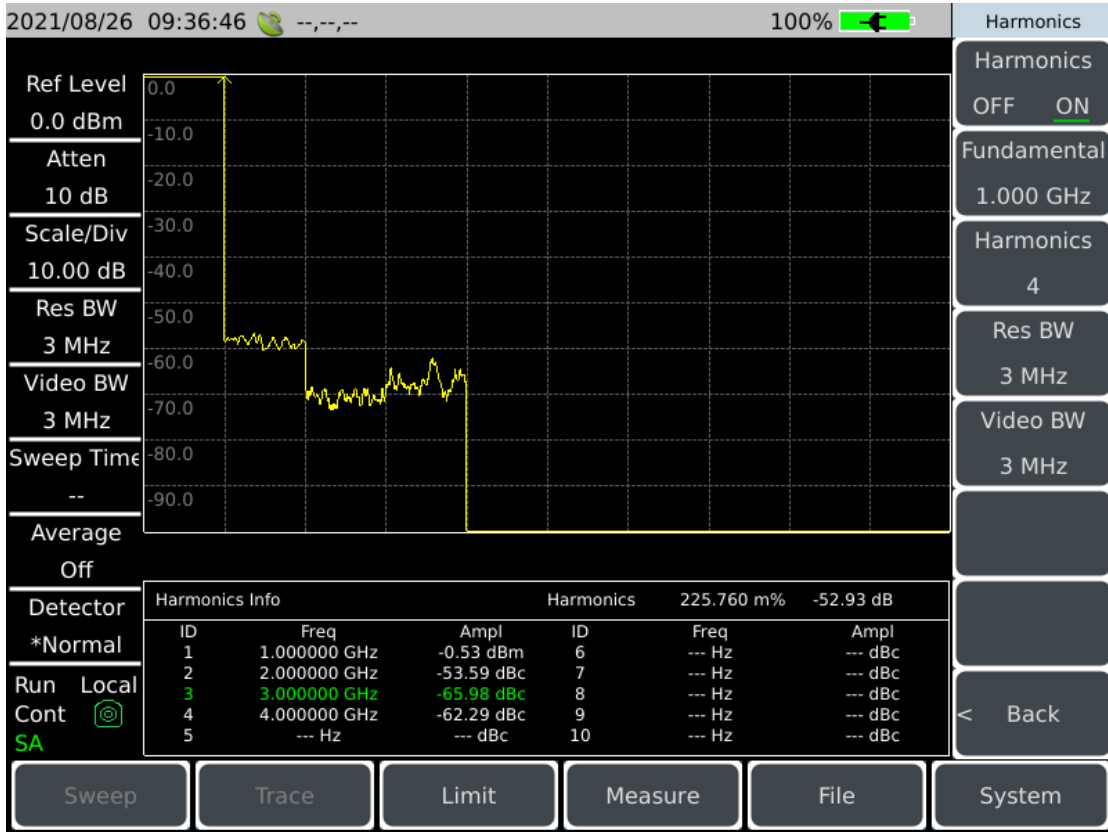 2021/08/26 09:36:46 --,--,-- 100%
Harmonics
Ref Level
0.0 dBm
Atten
10 dB
Scale/Div
10.00 dB
Res BW
3 MHz
Video BW
3 MHz
Sweep Time
--
Average
Off
Detector
*Normal
Run Local
Cont
SA
0.0
-10.0
-20.0
-30.0
-40.0
-50.0
-60.0
-70.0
-80.0
-90.0
Harmonics Info Harmonics 225.760 m% -52.93 dB
ID Freq Ampl ID Freq Ampl
1 1.000000 GHz -0.53 dBm 6 --- Hz --- dBc
2 2.000000 GHz -53.59 dBc 7 --- Hz --- dBc
3 3.000000 GHz -65.98 dBc 8 --- Hz --- dBc
4 4.000000 GHz -62.29 dBc 9 --- Hz --- dBc
5 --- Hz --- dBc 10 --- Hz --- dBc
Harmonics
OFF ON
Fundamental
1.000 GHz
Harmonics
4
Res BW
3 MHz
Video BW
3 MHz
< Back
Sweep Trace Limit Measure File System